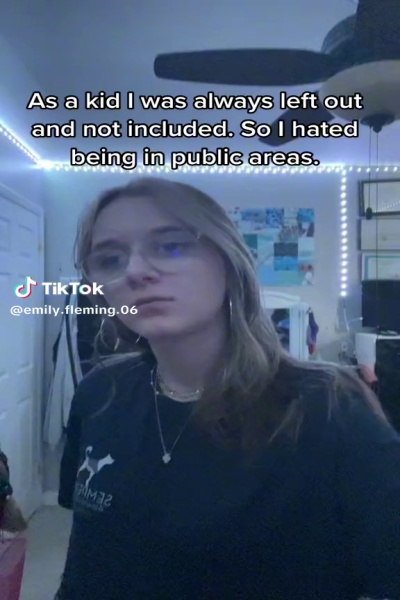 As a kid I was always left out
and not included. So I hated
being in public areas.
TikTok
@emily.fleming.06